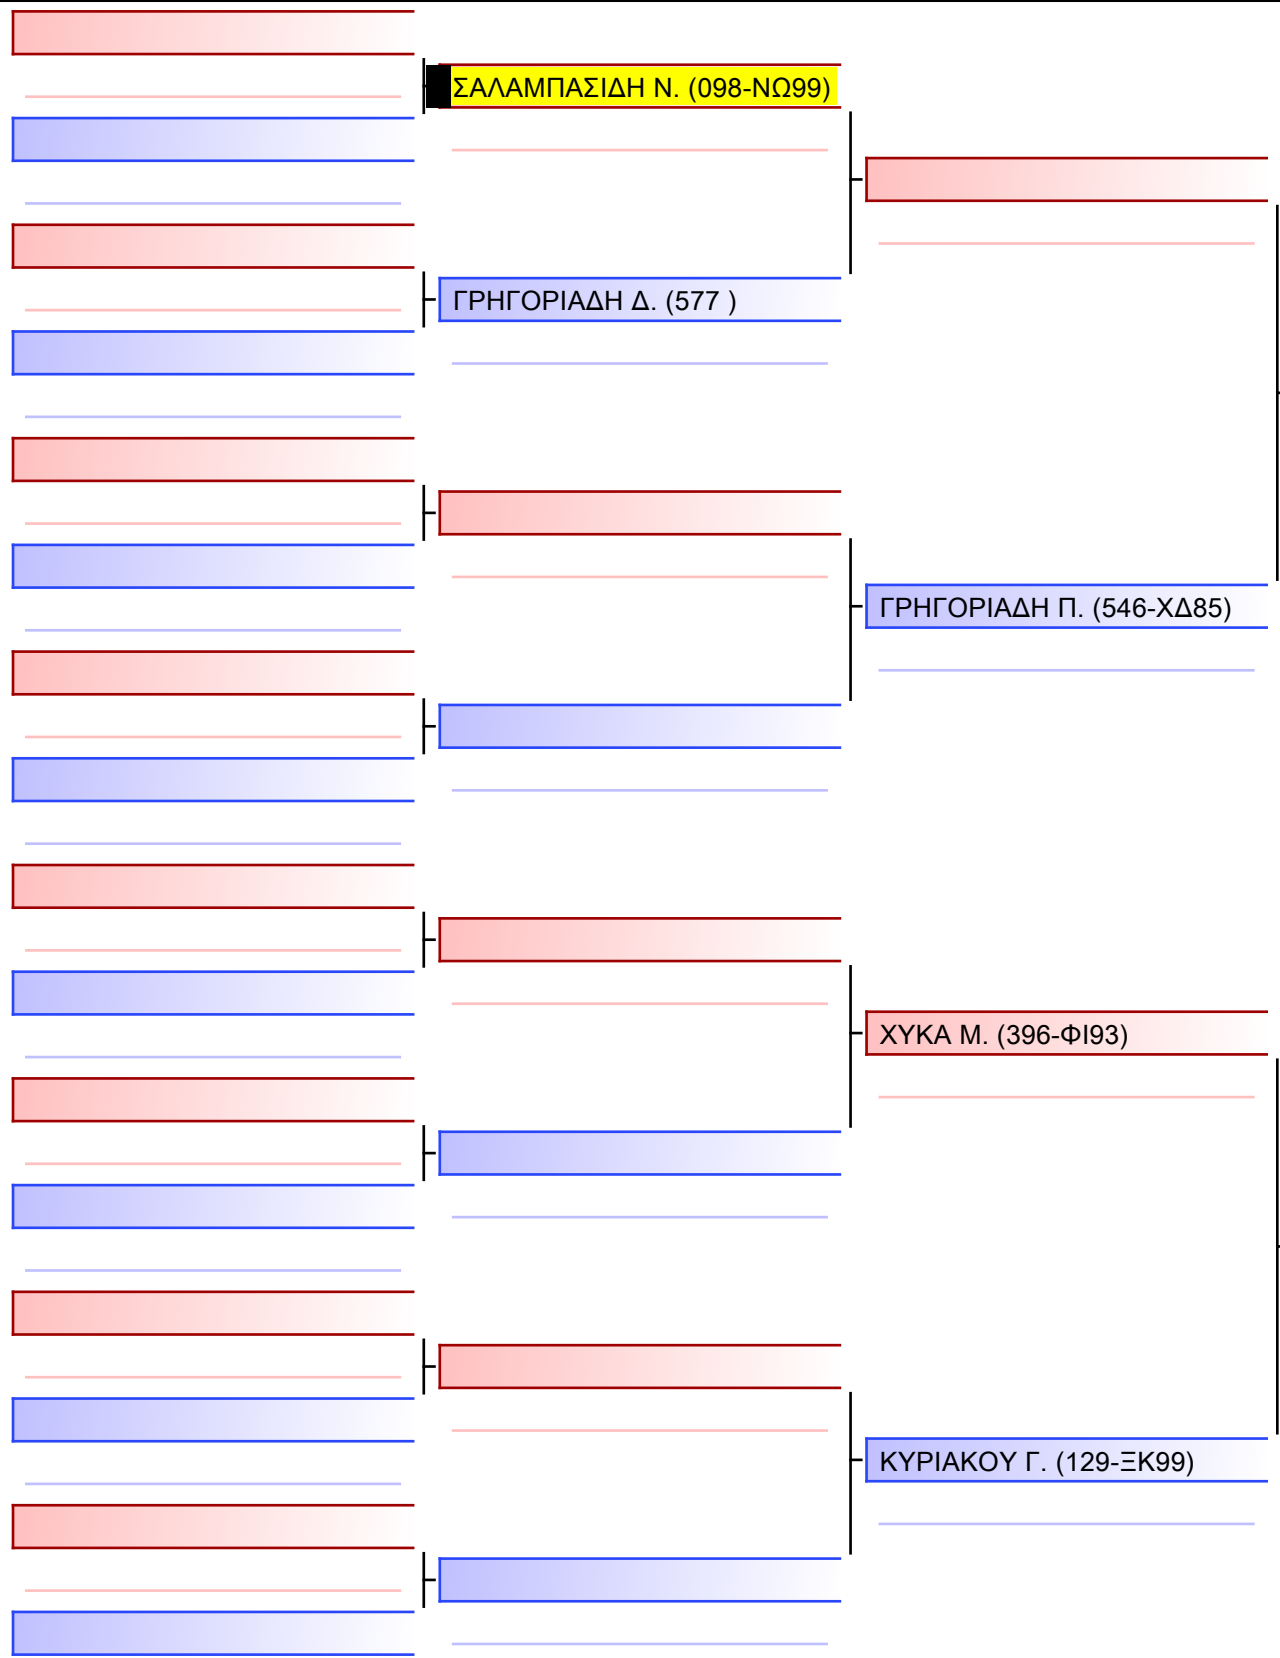 ΣΑΛΑΜΠΑΣΙΔΗ Ν. (098-ΝΩ99)
ΓΡΗΓΟΡΙΑΔΗ Δ. (577 )
ΓΡΗΓΟΡΙΑΔΗ Π. (546-ΧΔ85)
ΧΥΚΑ Μ. (396-ΦΙ93)
ΚΥΡΙΑΚΟΥ Γ. (129-ΞΚ99)